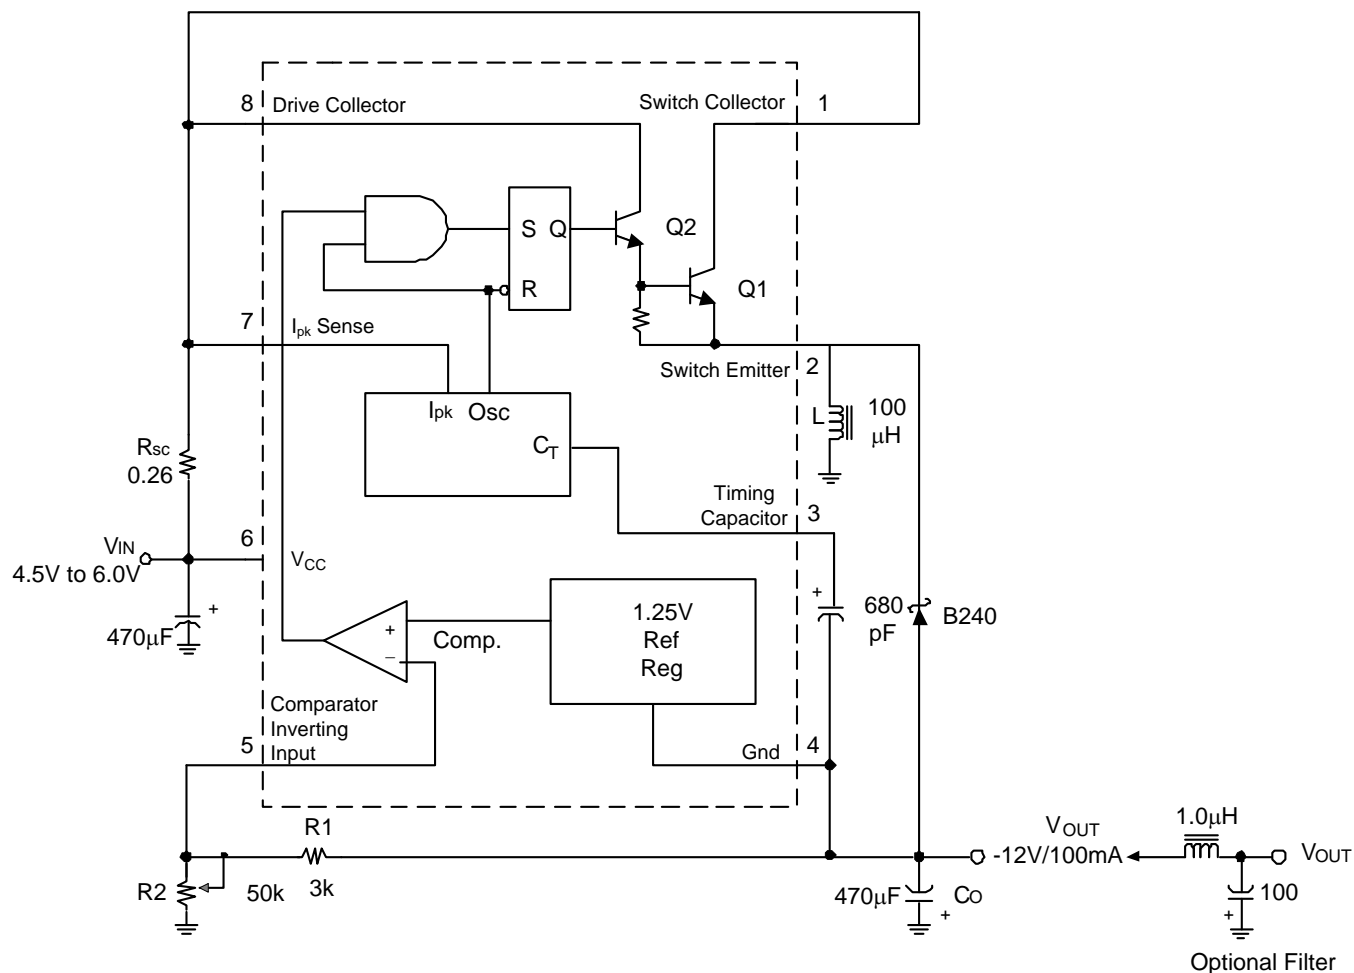 8 Drive Collector
Switch Collector 1
S Q
R
Q2
Q1
7
Ipk Sense
Switch Emitter 2
Ipk Osc
CT
L 100
μH
Rsc
0.26
Timing
Capacitor 3
VIN
4.5V to 6.0V
6
VCC
+
470μF
+
–
Comp.
1.25V
Ref
Reg
+
680
pF
B240
Comparator
Inverting
Input
5
Gnd 4
R1
3k
R2
50k
VOUT
-12V/100mA
1.0μH
VOUT
470μF
+
CO
100
+
Optional Filter